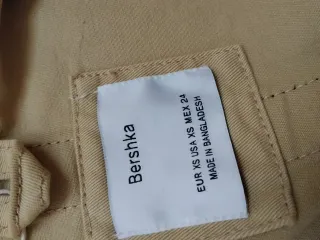 Bershka
EUR XS USA XS MEX 24
MADE IN BANGLADESH